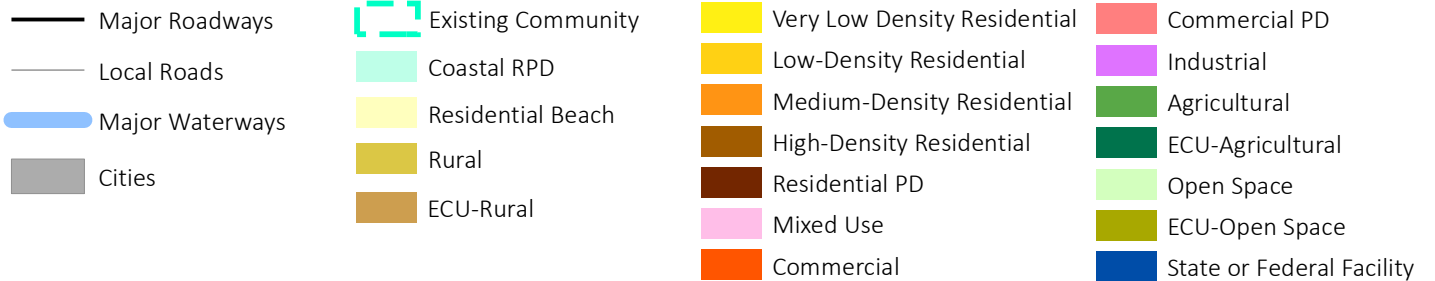 Major Roadways
Local Roads
Major Waterways
Cities
Existing Community
Coastal RPD
Residential Beach
Rural
ECU-Rural
Very Low Density Residential
Low-Density Residential
Medium-Density Residential
High-Density Residential
Residential PD
Mixed Use
Commercial
Commercial PD
Industrial
Agricultural
ECU-Agricultural
Open Space
ECU-Open Space
State or Federal Facility